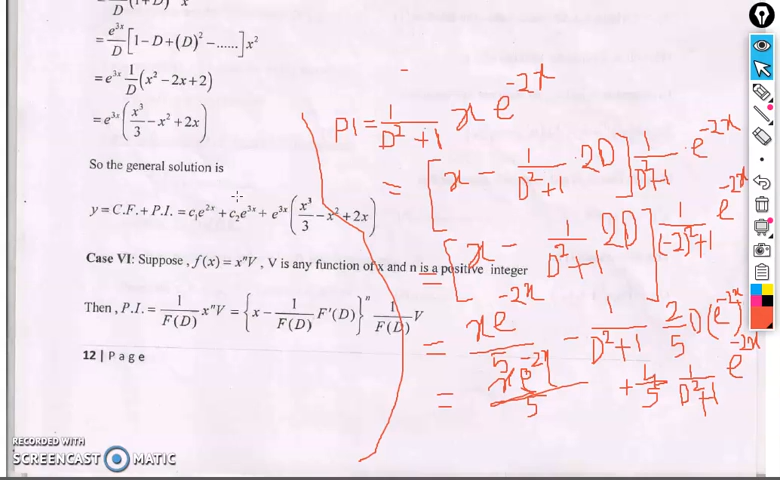 D (1+D) x
= e^{3x}/D [1 - D + (D)^2 - ......] x^2
= e^{3x} 1/D (x^2 - 2x + 2)
= e^{3x} (x^3/3 - x^2 + 2x)
So the general solution is
y = C.F. + P.I. = c₁e^{2x} + c₂e^{3x} + e^{3x} (x^3/3 - x^2 + 2x)
Case VI: Suppose , f(x) = x^n V , V is any function of x and n is a positive integer
Then , P.I. = 1/F(D) x^n V = {x - 1/F(D) F'(D)}^n 1/F(D) V
12 | P a g e
PI = 1/(D^2+1) x e^{-2x}
= [x - 1/(D^2+1) · 2D] 1/(D^2+1) · e^{-2x}
= [x - 1/(D^2+1) 2D] 1/((-2)^2+1) e^{-2x}
= x e^{-2x}/5 - 1/(D^2+1) 2/5 D(e^{-2x})
= x e^{-2x}/5 + 4/5 1/(D^2+1) e^{-2x}
RECORDED WITH
SCREENCAST MATIC